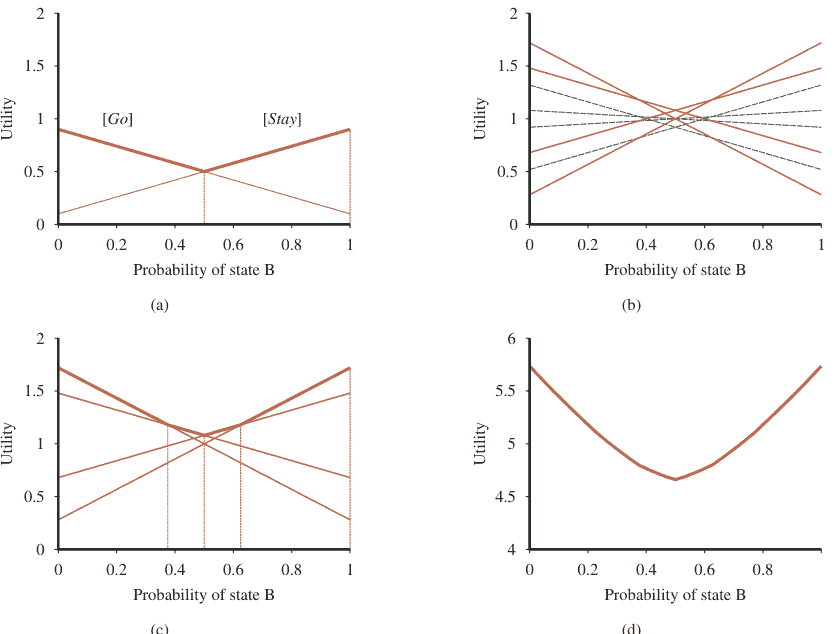 2
1.5
1
0.5
0
Utility
[Go]
[Stay]
0 0.2 0.4 0.6 0.8 1
Probability of state B
(a)
2
1.5
1
0.5
0
Utility
0 0.2 0.4 0.6 0.8 1
Probability of state B
(b)
2
1.5
1
0.5
0
Utility
0 0.2 0.4 0.6 0.8 1
Probability of state B
(c)
6
5.5
5
4.5
4
Utility
0 0.2 0.4 0.6 0.8
Probability of state B
(d)